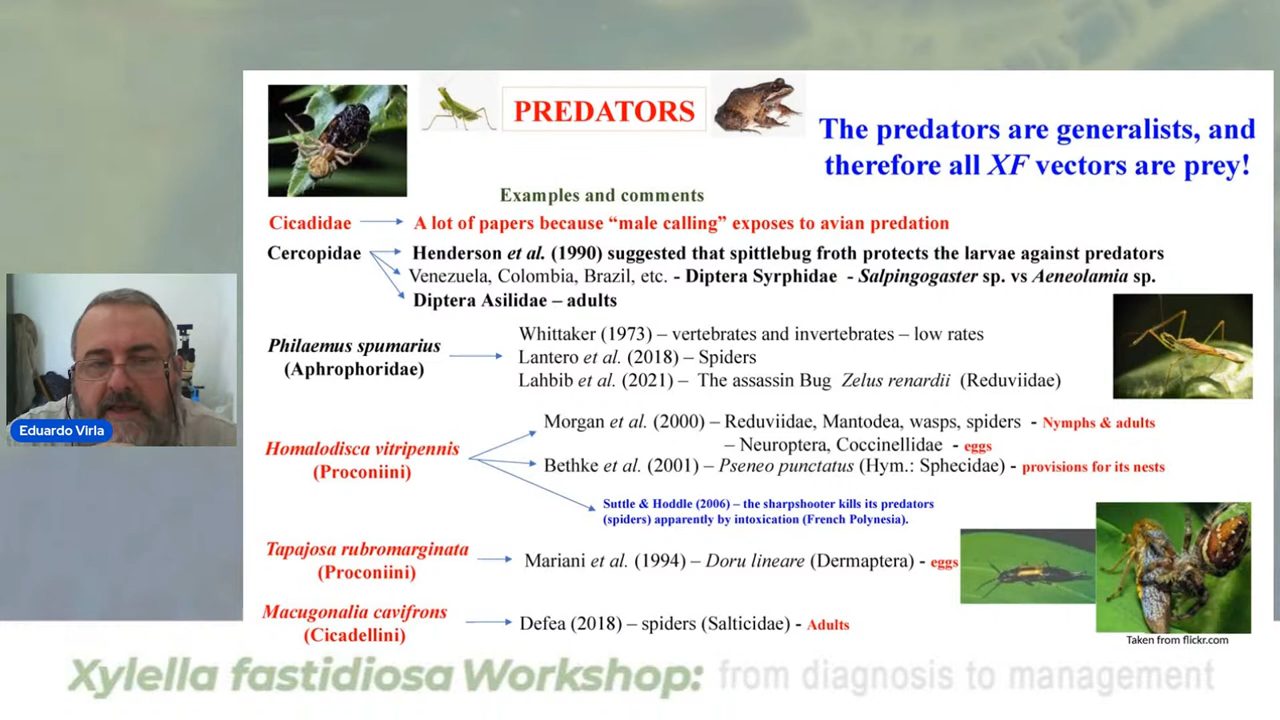 PREDATORS
The predators are generalists, and
therefore all XF vectors are prey!
Examples and comments
Cicadidae
A lot of papers because “male calling” exposes to avian predation
Cercopidae
Henderson et al. (1990) suggested that spittlebug froth protects the larvae against predators
Venezuela, Colombia, Brazil, etc. - Diptera Syrphidae - Salpingogaster sp. vs Aeneolamia sp.
Diptera Asilidae – adults
Philaemus spumarius
(Aphrophoridae)
Whittaker (1973) – vertebrates and invertebrates – low rates
Lantero et al. (2018) – Spiders
Lahbib et al. (2021) – The assassin Bug Zelus renardii (Reduviidae)
Homalodisca vitripennis
(Proconiini)
Morgan et al. (2000) – Reduviidae, Mantodea, wasps, spiders - Nymphs & adults
– Neuroptera, Coccinellidae - eggs
Bethke et al. (2001) – Pseneo punctatus (Hym.: Sphecidae) - provisions for its nests
Suttle & Hoddle (2006) – the sharpshooter kills its predators
(spiders) apparently by intoxication (French Polynesia).
Tapajosa rubromarginata
(Proconiini)
Mariani et al. (1994) – Doru lineare (Dermaptera) - eggs
Macugonalia cavifrons
(Cicadellini)
Defea (2018) – spiders (Salticidae) - Adults
Taken from flickr.com
Eduardo Virla
Xylella fastidiosa Workshop: from diagnosis to management